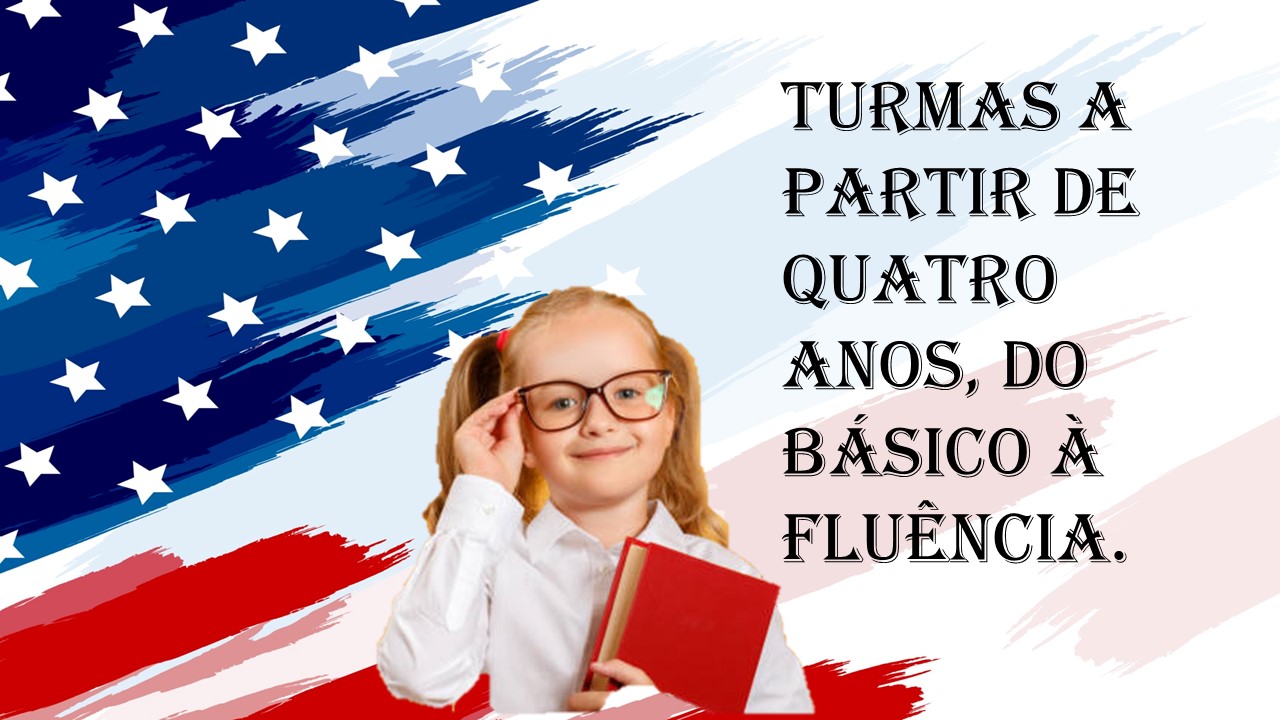 TURMAS A
PARTIR DE
QUATRO
ANOS, DO
BÁSICO À
FLUÊNCIA.